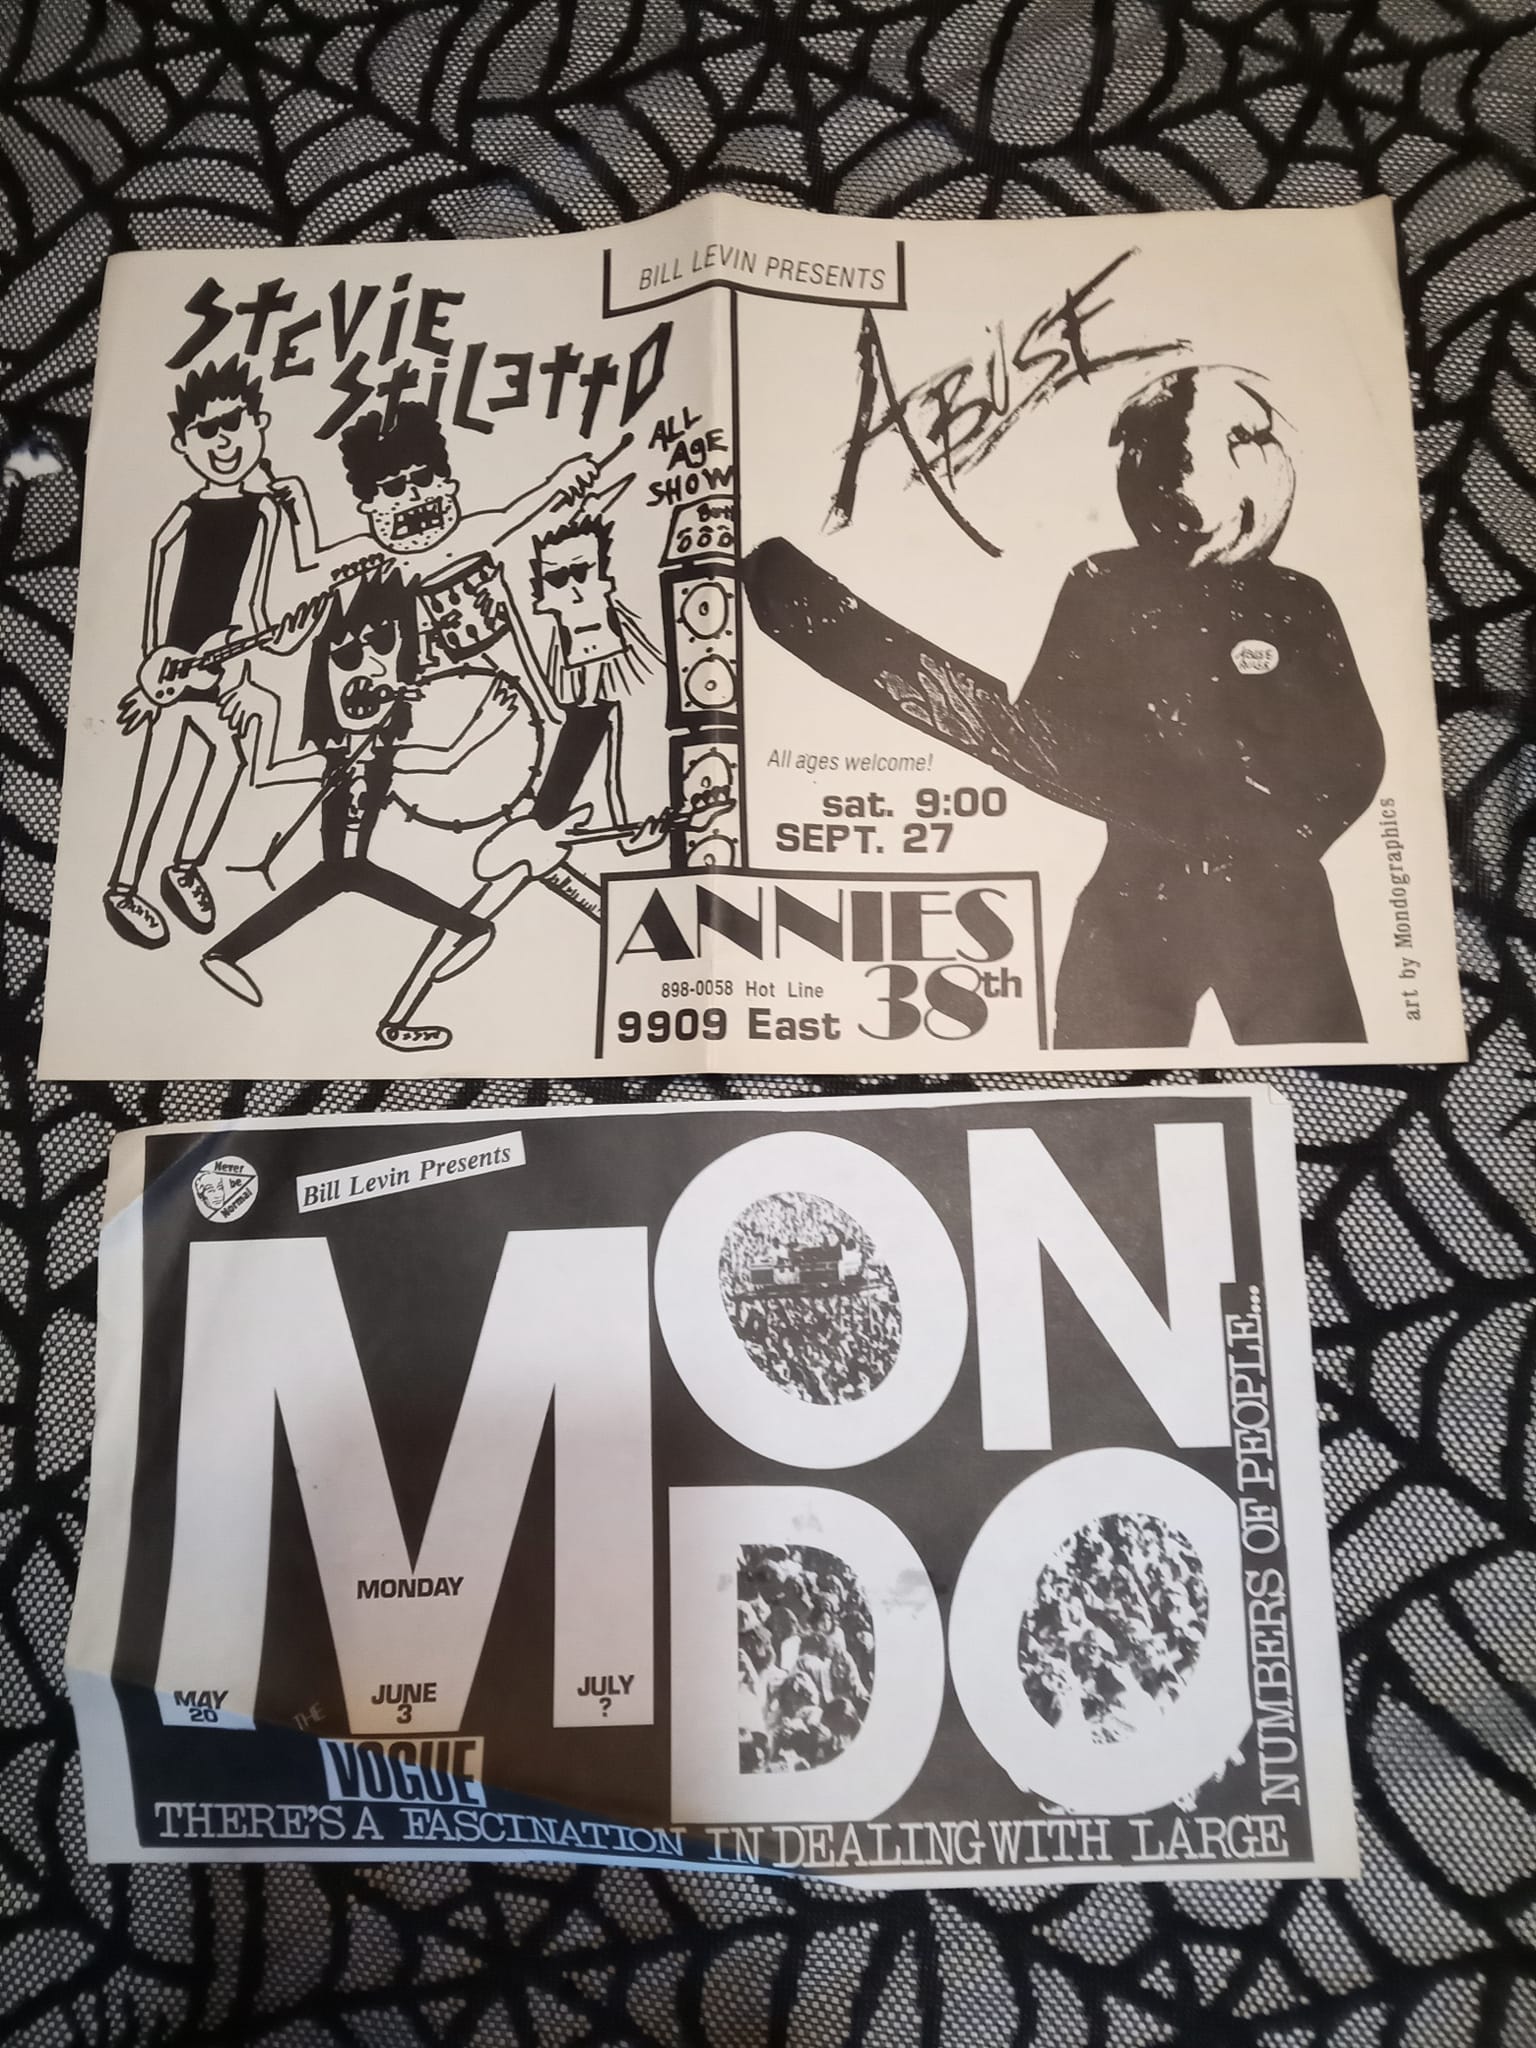 BILL LEVIN PRESENTS
STEVIE
STILETTO
ALL
AGE
SHOW
ABUSE
ABUSE
All ages welcome!
sat. 9:00
SEPT. 27
ANNIES
898-0058 Hot Line
9909 East 38th
art by Mondographics
Never
be
Normal
Bill Levin Presents
MON
DO
MONDAY
MAY
20
JUNE
3
JULY
?
THE
VOGUE
THERE'S A FASCINATION IN DEALING WITH LARGE
NUMBERS OF PEOPLE...